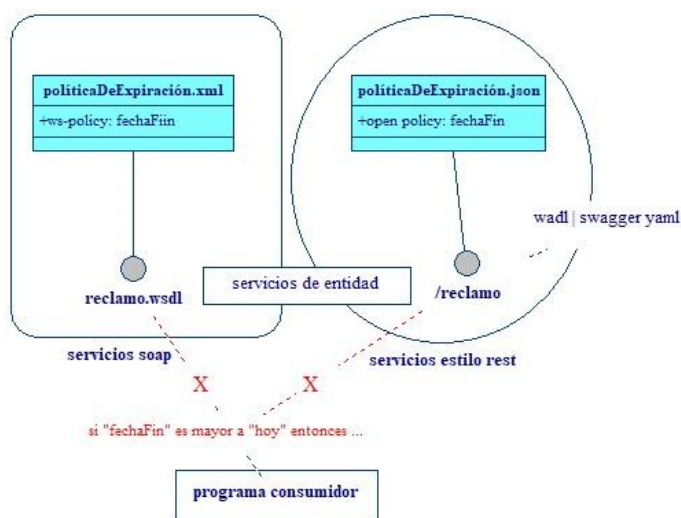 políticaDeExpiración.xml
+ws-policy: fechaFiin
políticaDeExpiración.json
+open policy: fechaFin
wadl | swagger yaml
servicios de entidad
reclamo.wsdl
/reclamo
servicios soap
servicios estilo rest
X
X
si "fechaFin" es mayor a "hoy" entonces ...
programa consumidor